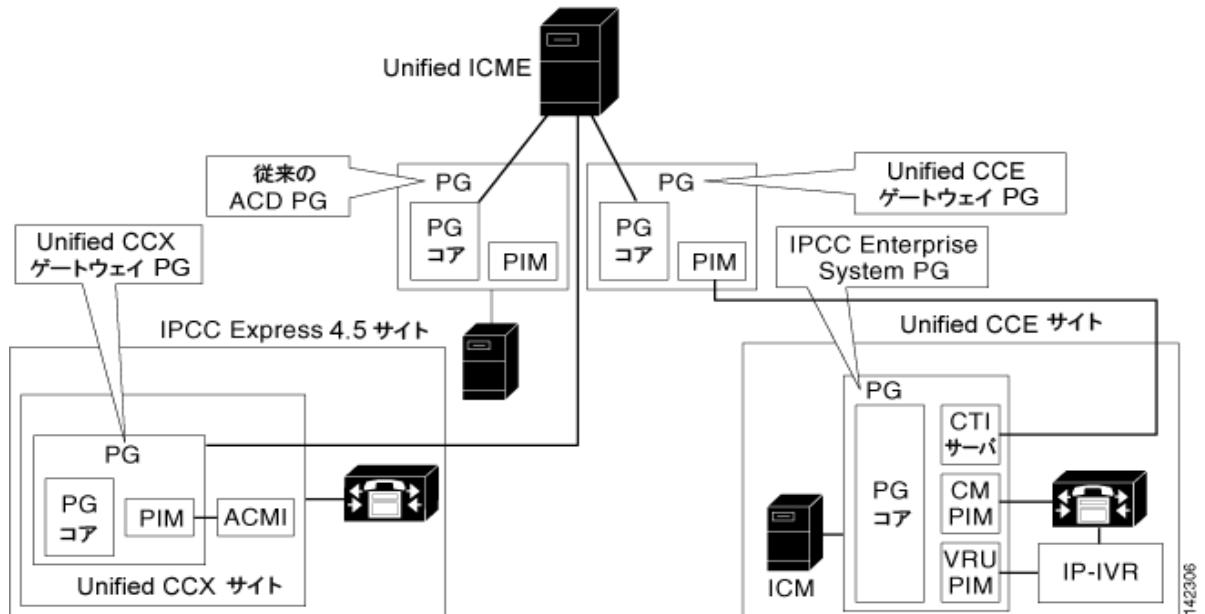 Unified ICME
従来の
ACD PG
PG
PG
コア
PIM
PG
PG
コア
PIM
Unified CCE
ゲートウェイ PG
Unified CCX
ゲートウェイ PG
IPCC Enterprise
System PG
IPCC Express 4.5 サイト
Unified CCE サイト
PG
PG
コア
PIM
ACMI
Unified CCX サイト
PG
PG
コア
CTI
サーバ
CM
PIM
VRU
PIM
ICM
IP-IVR
142306